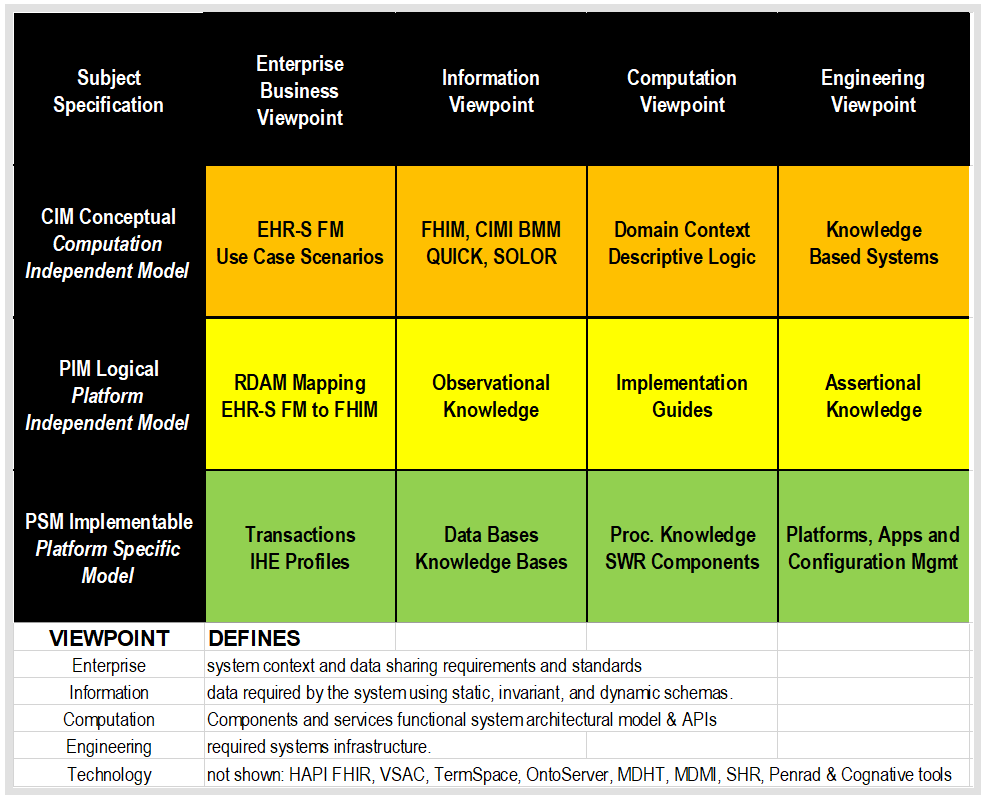 Subject
Specification
Enterprise
Business
Viewpoint
Information
Viewpoint
Computation
Viewpoint
Engineering
Viewpoint
CIM Conceptual
Computation
Independent Model
EHR-S FM
Use Case Scenarios
FHIM, CIMI BMM
QUICK, SOLOR
Domain Context
Descriptive Logic
Knowledge
Based Systems
PIM Logical
Platform
Independent Model
RDAM Mapping
EHR-S FM to FHIM
Observational
Knowledge
Implementation
Guides
Assertional
Knowledge
PSM Implementable
Platform Specific
Model
Transactions
IHE Profiles
Data Bases
Knowledge Bases
Proc. Knowledge
SWR Components
Platforms, Apps and
Configuration Mgmt
VIEWPOINT DEFINES
Enterprise system context and data sharing requirements and standards
Information data required by the system using static, invariant, and dynamic schemas.
Computation Components and services functional system architectural model & APIs
Engineering required systems infrastructure.
Technology not shown: HAPI FHIR, VSAC, TermSpace, OntoServer, MDHT, MDMI, SHR, Penrad & Cognative tools